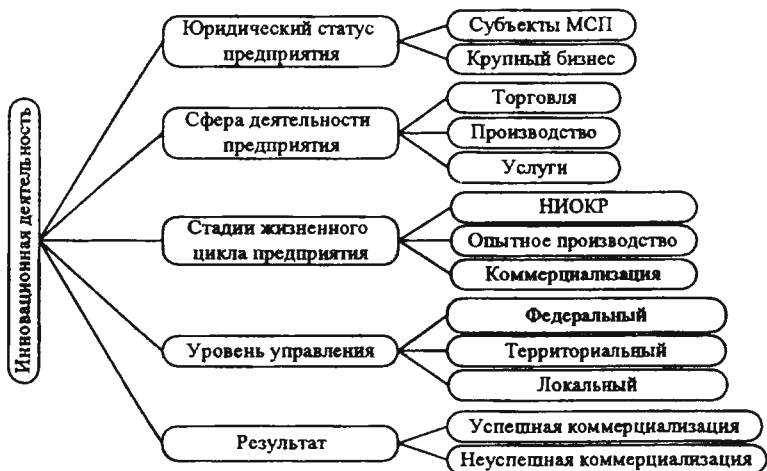 Инновационная деятельность
Юридический статус
предприятия
Субъекты МСП
Крупный бизнес
Сфера деятельности
предприятия
Торговля
Производство
Услуги
Стадии жизненного
цикла предприятия
НИОКР
Опытное производство
Коммерциализация
Уровень управления
Федеральный
Территориальный
Локальный
Результат
Успешная коммерциализация
Неуспешная коммерциализация